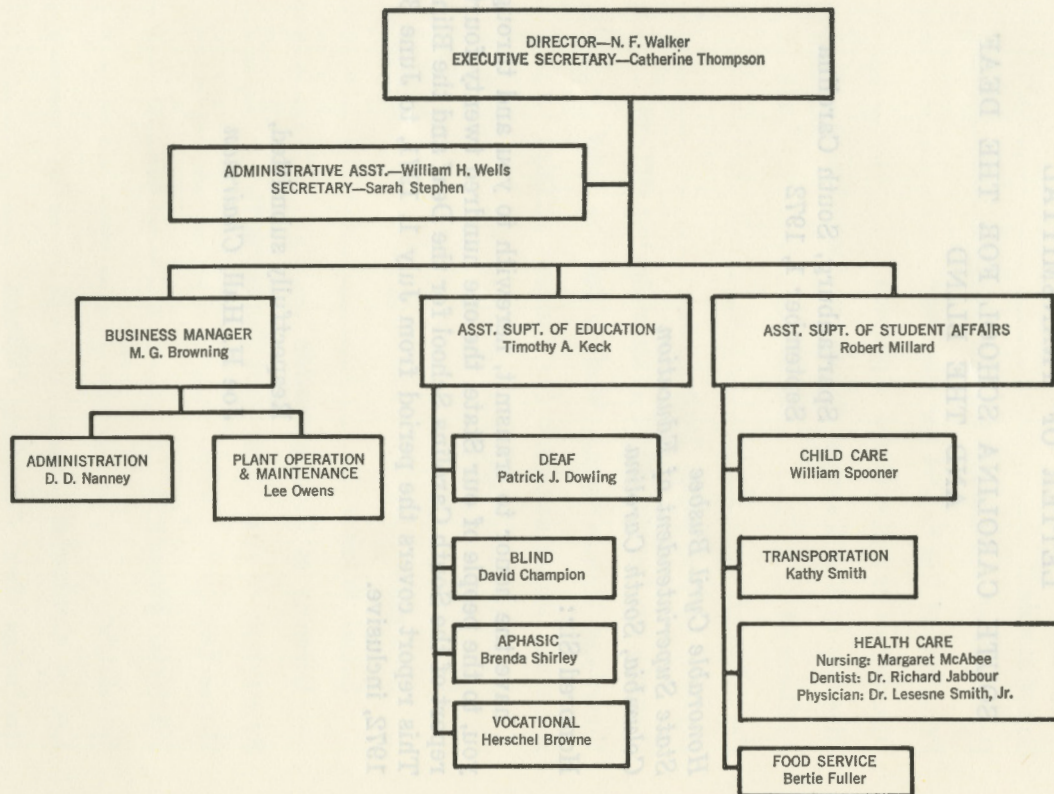 DIRECTOR—N. F. Walker
EXECUTIVE SECRETARY—Catherine Thompson
ADMINISTRATIVE ASST.—William H. Wells
SECRETARY—Sarah Stephen
BUSINESS MANAGER
M. G. Browning
ASST. SUPT. OF EDUCATION
Timothy A. Keck
ASST. SUPT. OF STUDENT AFFAIRS
Robert Millard
ADMINISTRATION
D. D. Nanney
PLANT OPERATION
& MAINTENANCE
Lee Owens
DEAF
Patrick J. Dowling
BLIND
David Champion
APHASIC
Brenda Shirley
VOCATIONAL
Herschel Browne
CHILD CARE
William Spooner
TRANSPORTATION
Kathy Smith
HEALTH CARE
Nursing: Margaret McAbee
Dentist: Dr. Richard Jabbour
Physician: Dr. Lesesne Smith, Jr.
FOOD SERVICE
Bertie Fuller